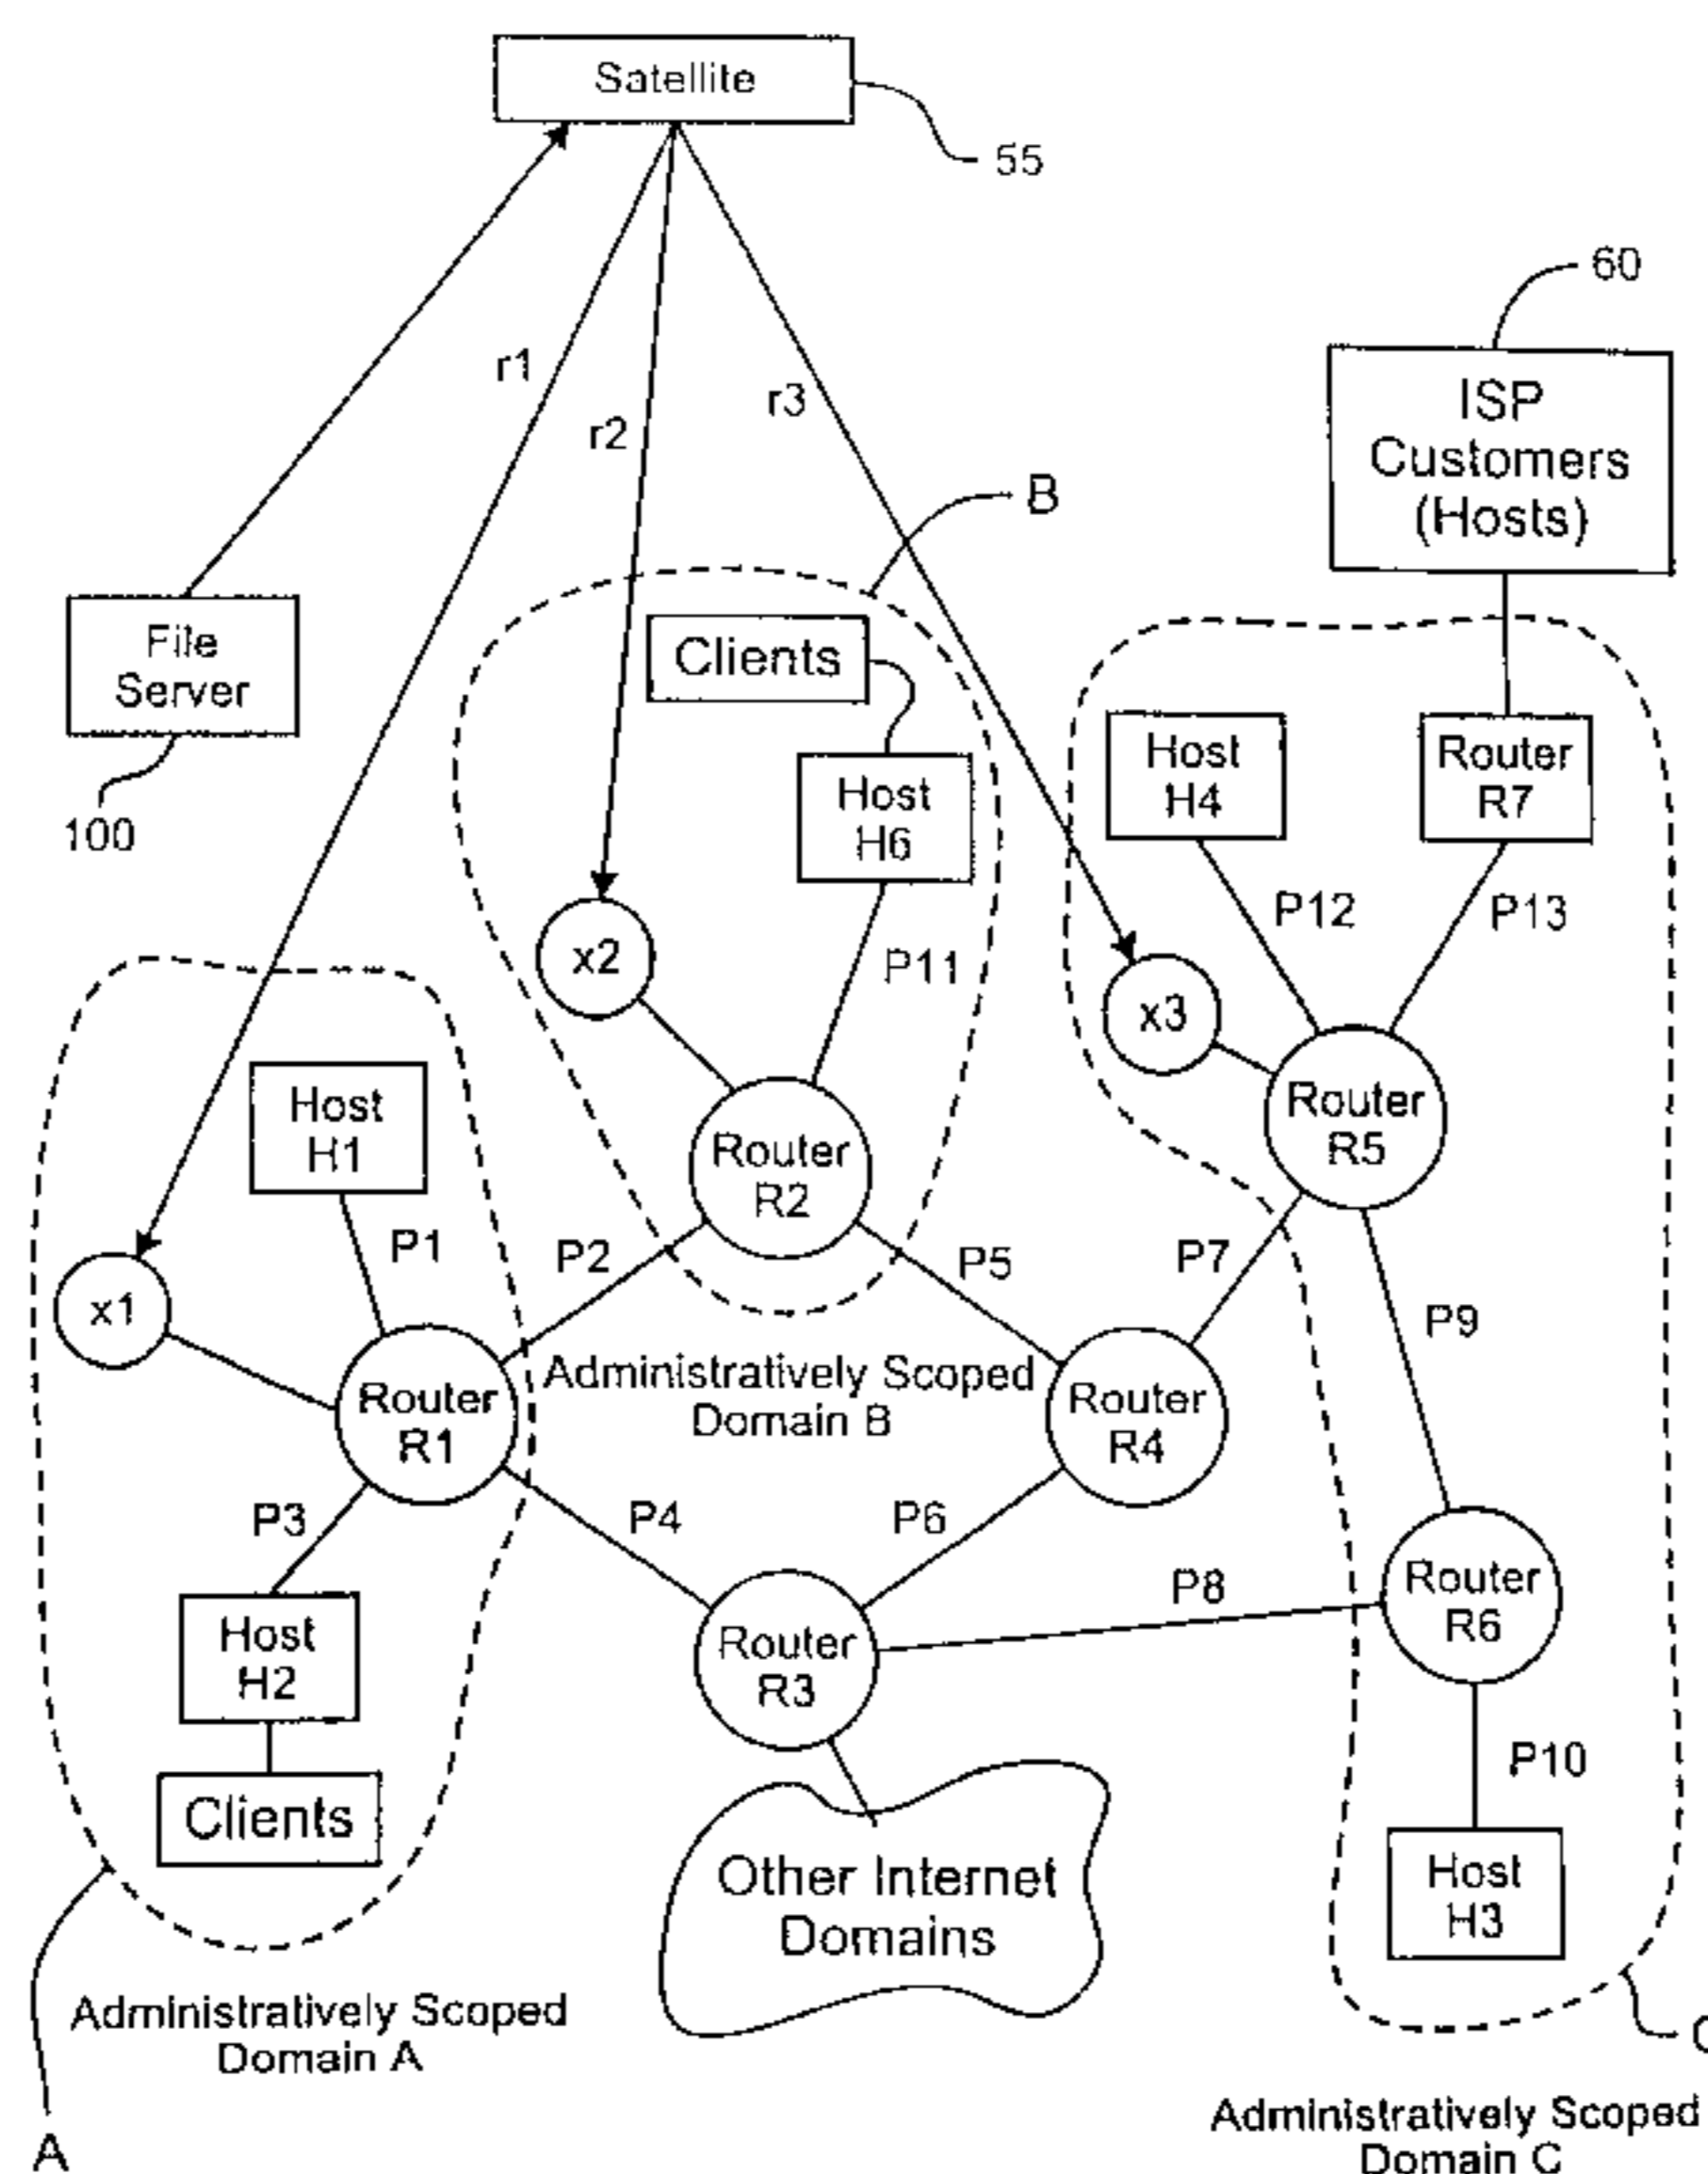 Satellite
55
60
ISP
Customers
(Hosts)
r1
r2
r3
B
File
Server
100
Clients
Host
H6
Host
H4
Router
R7
P12
P13
x2
P11
x3
Host
H1
Router
R2
Router
R5
P1
P2
P5
P7
x1
P9
Administratively Scoped
Domain B
Router
R1
Router
R4
P3
P4
P6
P8
Router
R6
Host
H2
Router
R3
P10
Clients
Other Internet
Domains
Host
H3
Administratively Scoped
Domain A
A
Administratively Scoped
Domain C